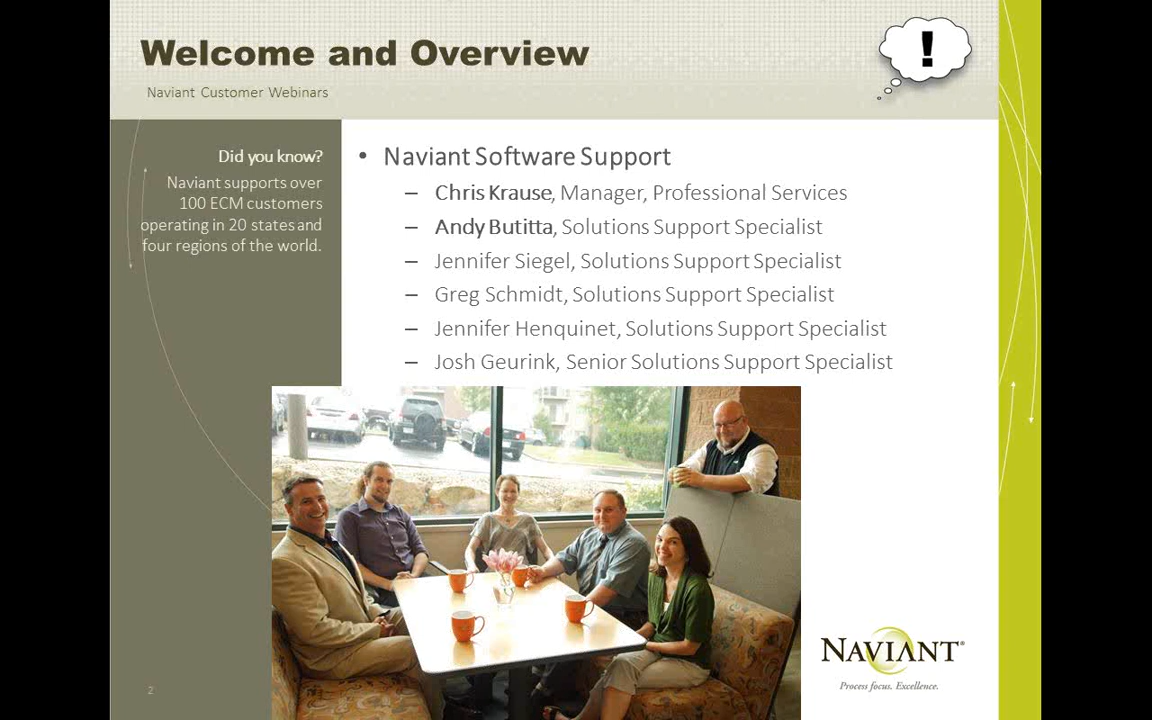 Welcome and Overview
!
Naviant Customer Webinars
Did you know?
Naviant supports over
100 ECM customers
operating in 20 states and
four regions of the world.
• Naviant Software Support
– Chris Krause, Manager, Professional Services
– Andy Butitta, Solutions Support Specialist
– Jennifer Siegel, Solutions Support Specialist
– Greg Schmidt, Solutions Support Specialist
– Jennifer Henquinet, Solutions Support Specialist
– Josh Geurink, Senior Solutions Support Specialist
NAVIANT®
Process focus. Excellence.
2